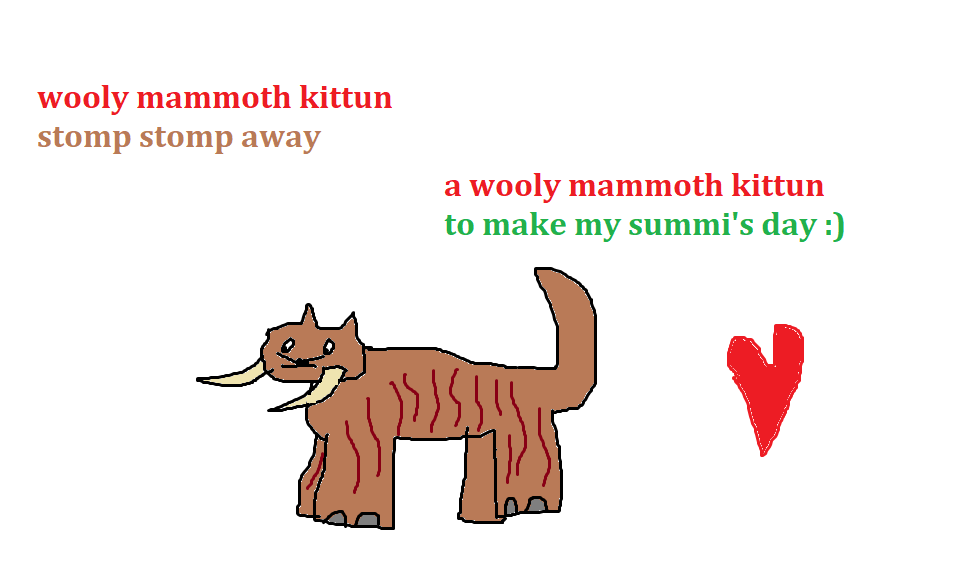 wooly mammoth kittun
stomp stomp away
a wooly mammoth kittun
to make my summi's day :)